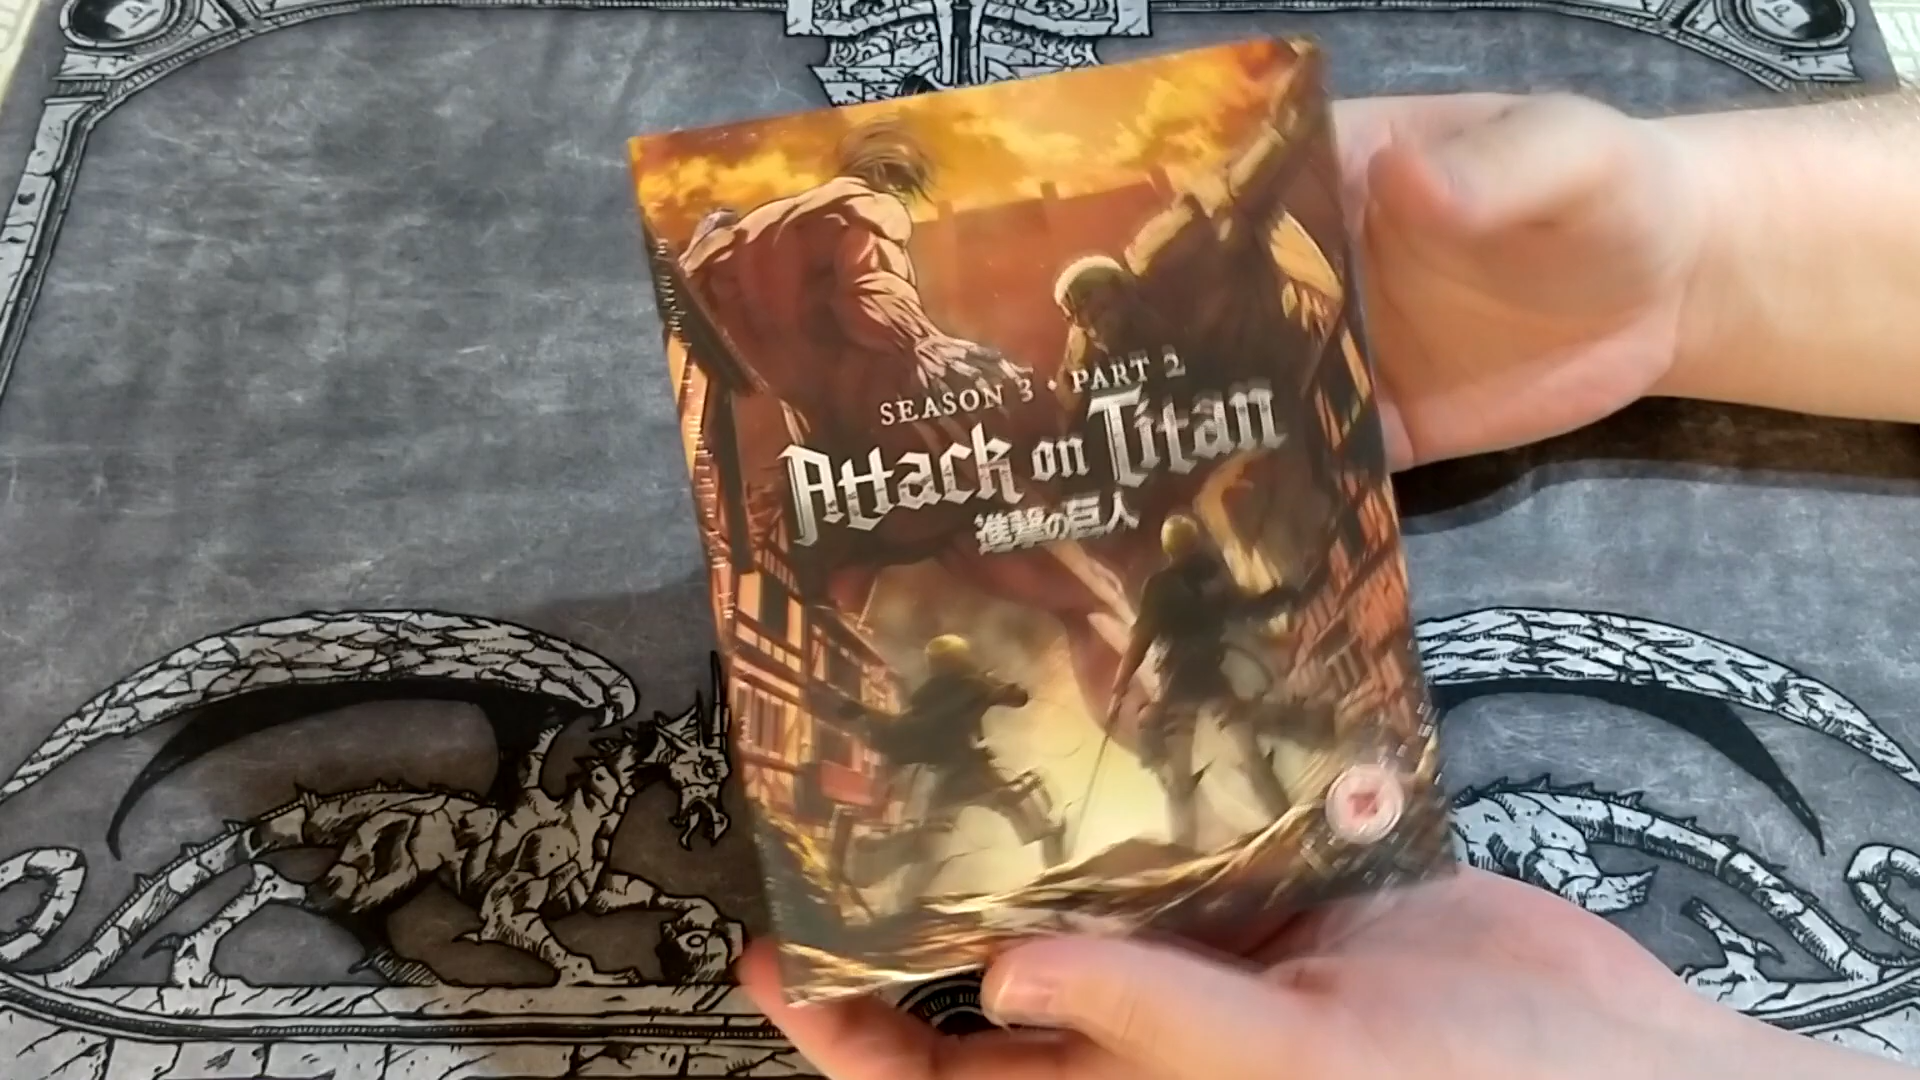 SEASON 3 • PART 2
Attack on Titan
進撃の巨人